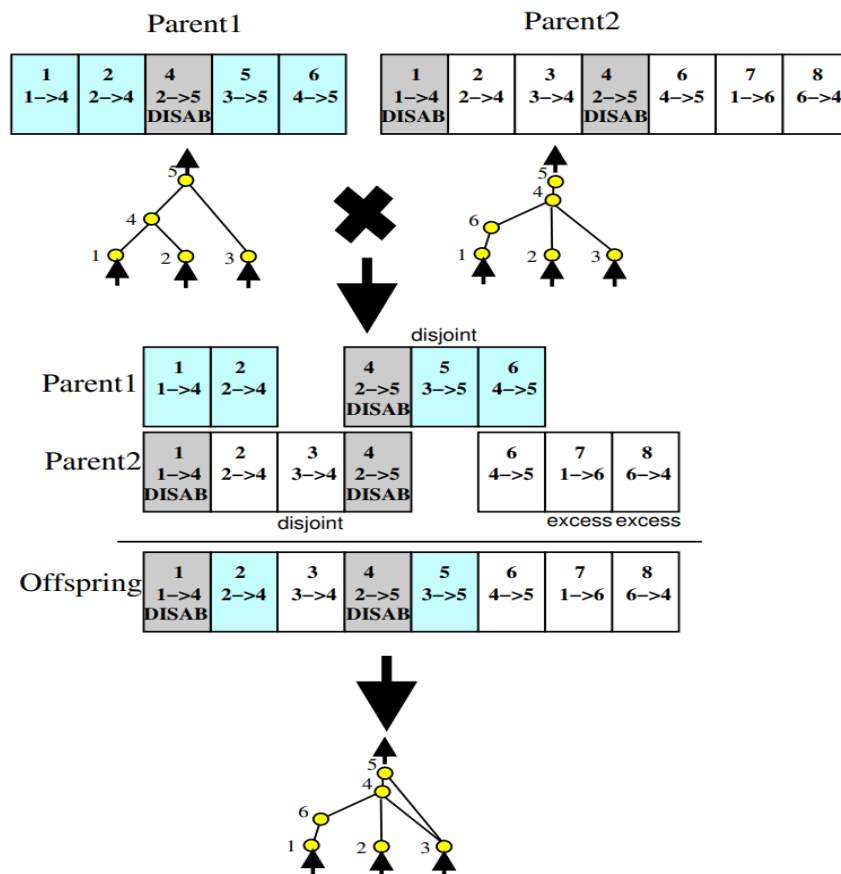 Parent1
Parent2
1 2 4 5 6
1->4 2->4 2->5 3->5 4->5
DISAB
1 2 3 4 6 7 8
1->4 2->4 3->4 2->5 4->5 1->6 6->4
DISAB DISAB
5
4
1 2 3
5
4
6
1 2 3
disjoint
Parent1
1 2 4 5 6
1->4 2->4 2->5 3->5 4->5
DISAB
Parent2
1 2 3 4 6 7 8
1->4 2->4 3->4 2->5 4->5 1->6 6->4
DISAB DISAB
disjoint excess excess
Offspring
1 2 3 4 5 6 7 8
1->4 2->4 3->4 2->5 3->5 4->5 1->6 6->4
DISAB DISAB
5
4
6
1 2 3